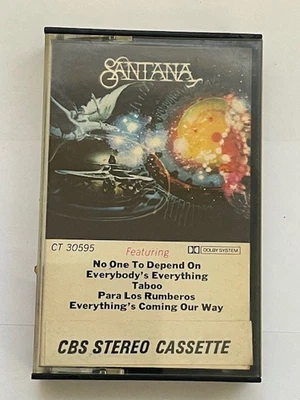 SANTANA
CT 30595
Featuring
DOLBY SYSTEM
No One To Depend On
Everybody's Everything
Taboo
Para Los Rumberos
Everything's Coming Our Way
CBS STEREO CASSETTE